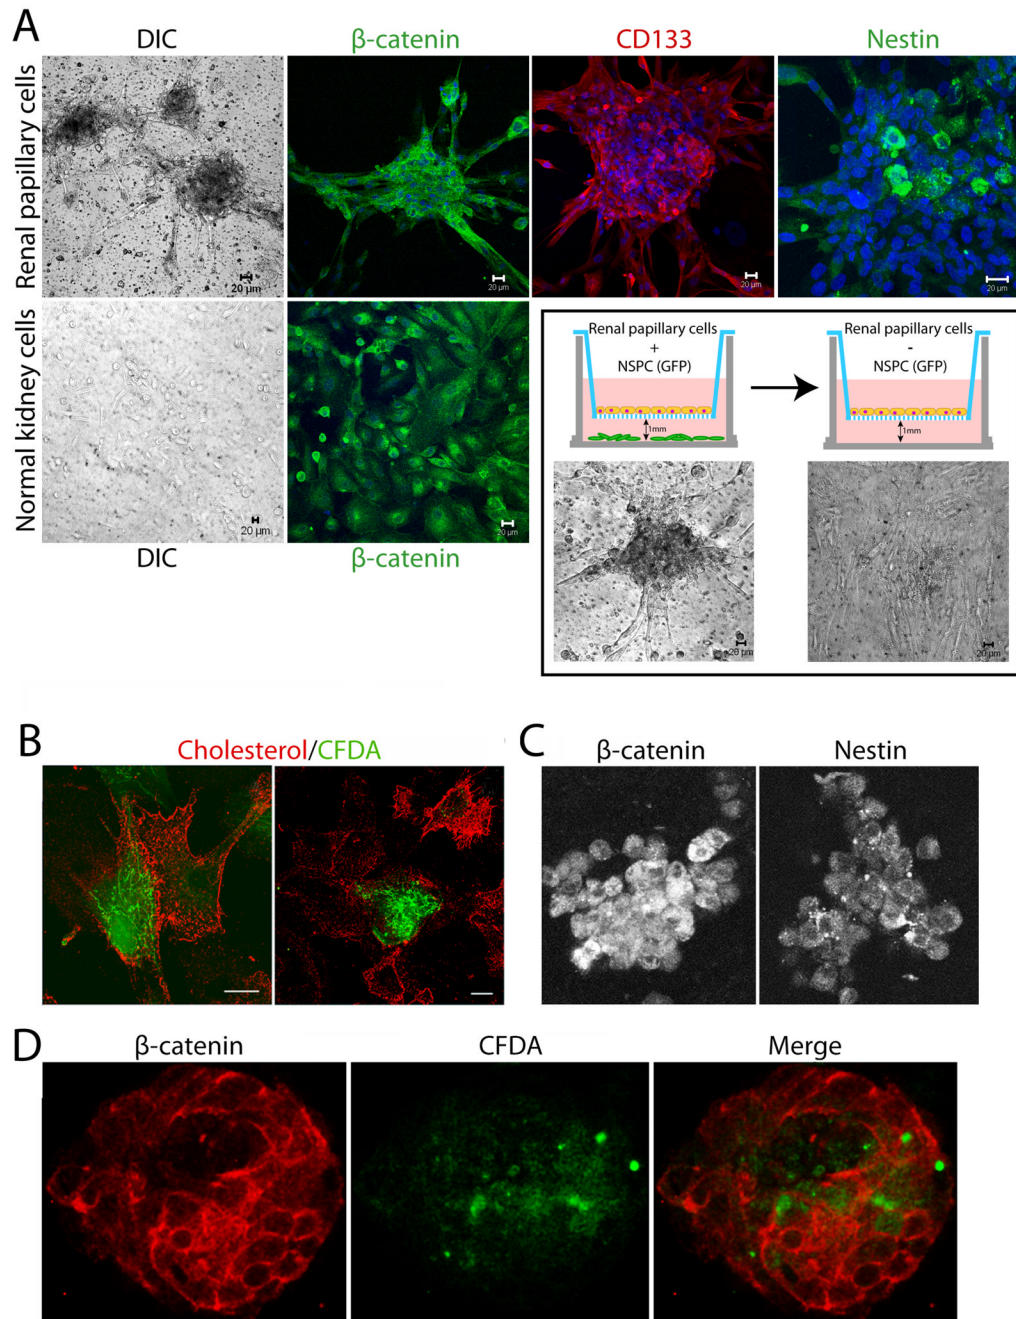 A
DIC
β-catenin
CD133
Nestin
Renal papillary cells
20 µm
20 µm
20 µm
20 µm
Normal kidney cells
20 µm
20 µm
DIC
β-catenin
Renal papillary cells
+
NSPC (GFP)
1mm
Renal papillary cells
-
NSPC (GFP)
1mm
20 µm
20 µm
B
Cholesterol/CFDA
C
β-catenin
Nestin
D
β-catenin
CFDA
Merge